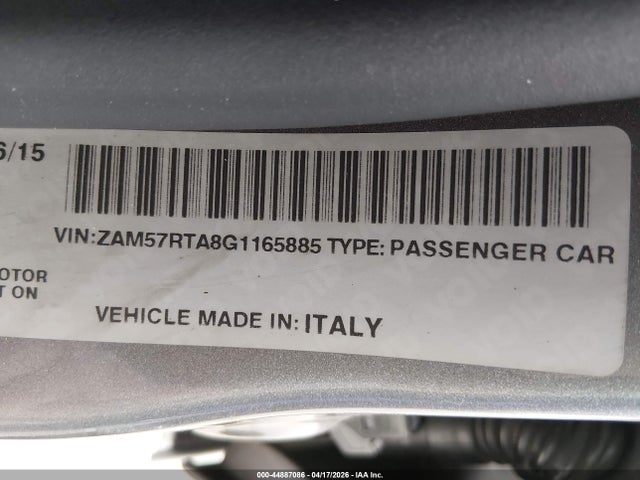 6/15
VIN:ZAM57RTA8G1165885 TYPE: PASSENGER CAR
OTOR
T ON
VEHICLE MADE IN: ITALY
000-44887086 - 04/17/2026 - IAA Inc.